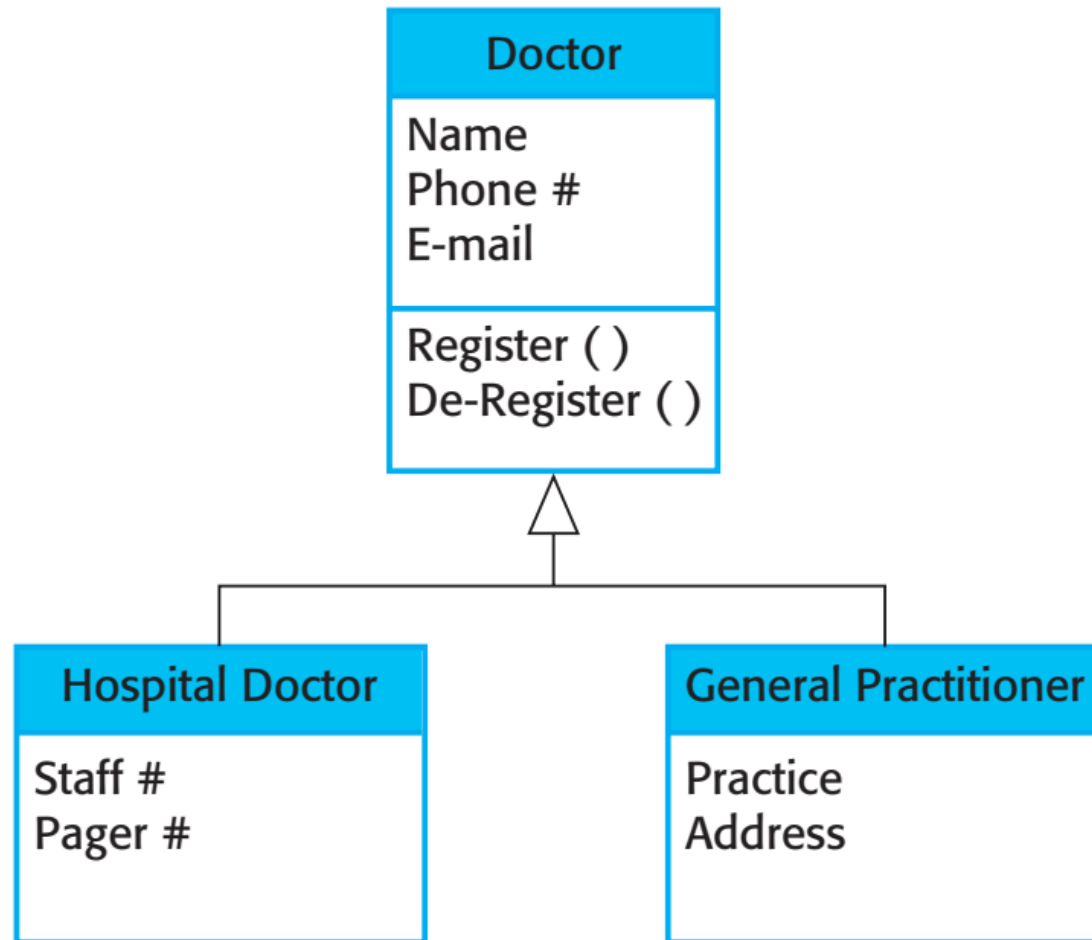 Doctor
Name
Phone #
E-mail
Register ( )
De-Register ( )
Hospital Doctor
Staff #
Pager #
General Practitioner
Practice
Address